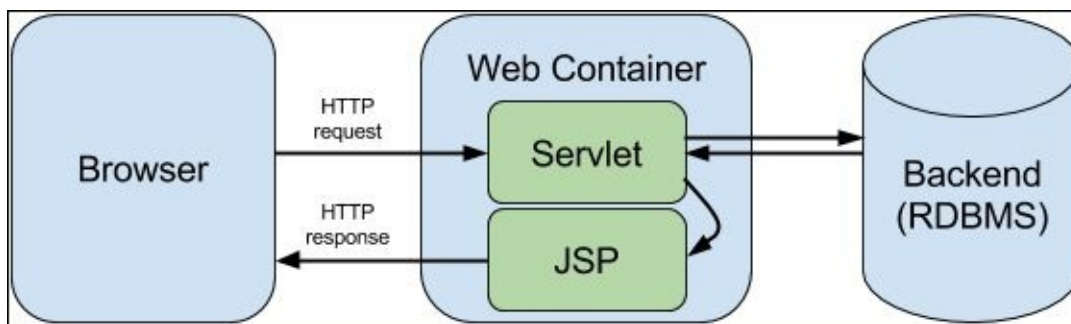 Browser
HTTP
request
HTTP
response
Web Container
Servlet
JSP
Backend
(RDBMS)